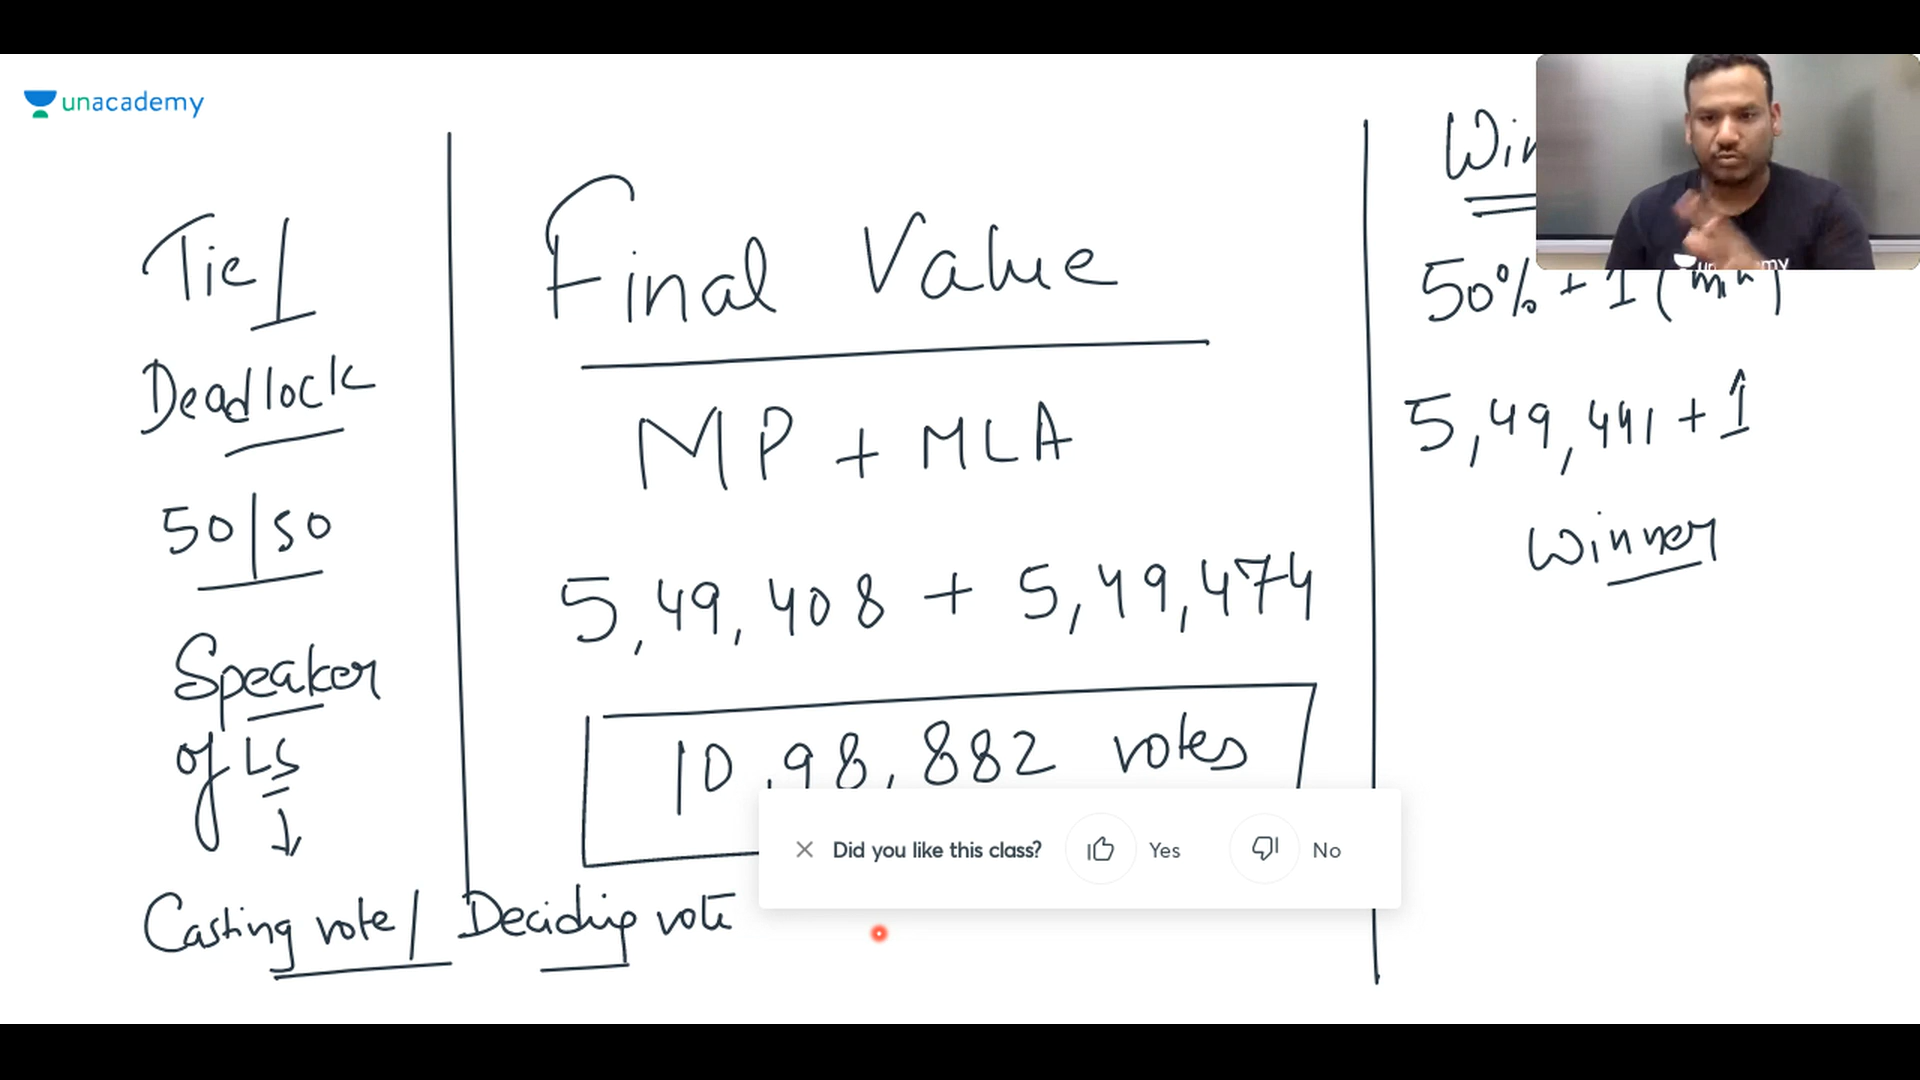 unacademy
Tie/
Deadlock
50/50
Speaker
of LS
Casting vote/ Deciding vote
Final Value
MP + MLA
5,49,408 + 5,49,474
10,98,882 votes
50% + 1 (min)
5,49,441 + 1
Winner
Did you like this class? Yes No